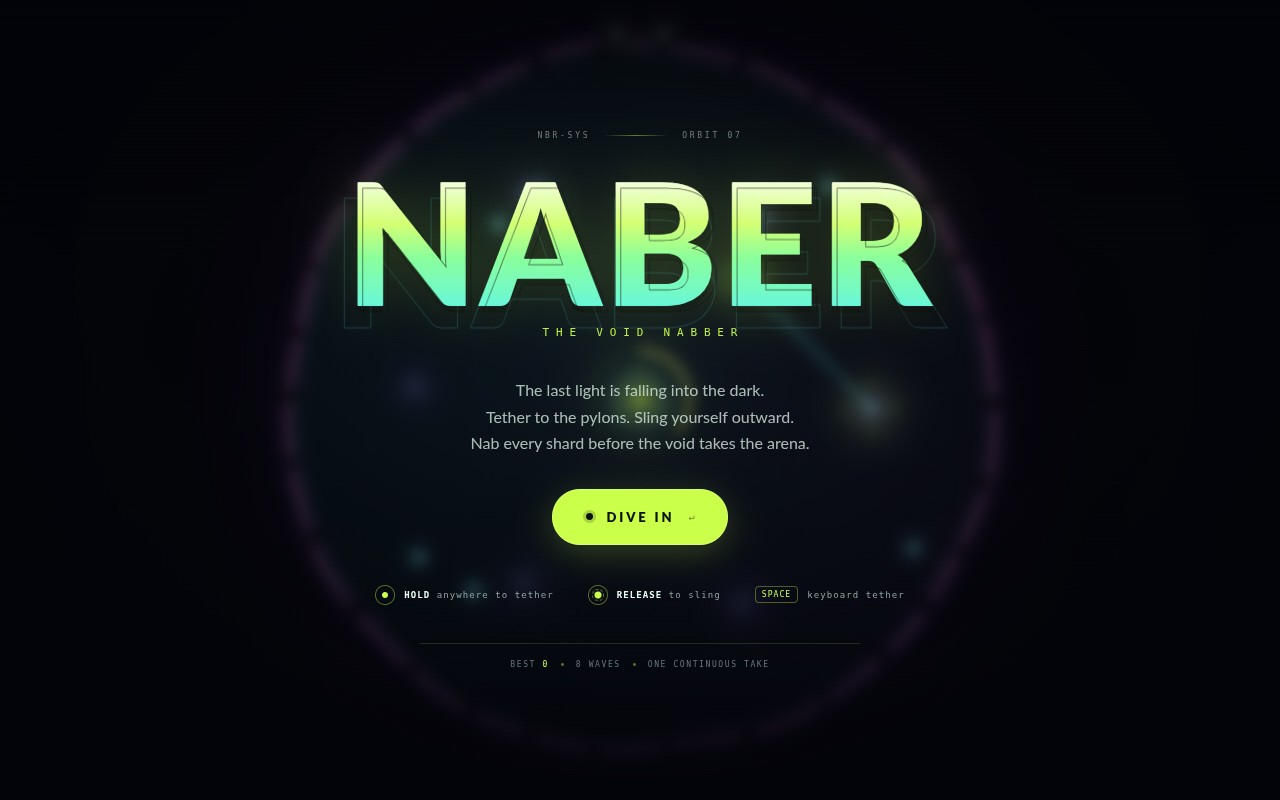 NBR-SYS ORBIT 07
NABER
THE VOID NABBER
The last light is falling into the dark.
Tether to the pylons. Sling yourself outward.
Nab every shard before the void takes the arena.
DIVE IN ↵
HOLD anywhere to tether RELEASE to sling SPACE keyboard tether
BEST 0 • 8 WAVES • ONE CONTINUOUS TAKE